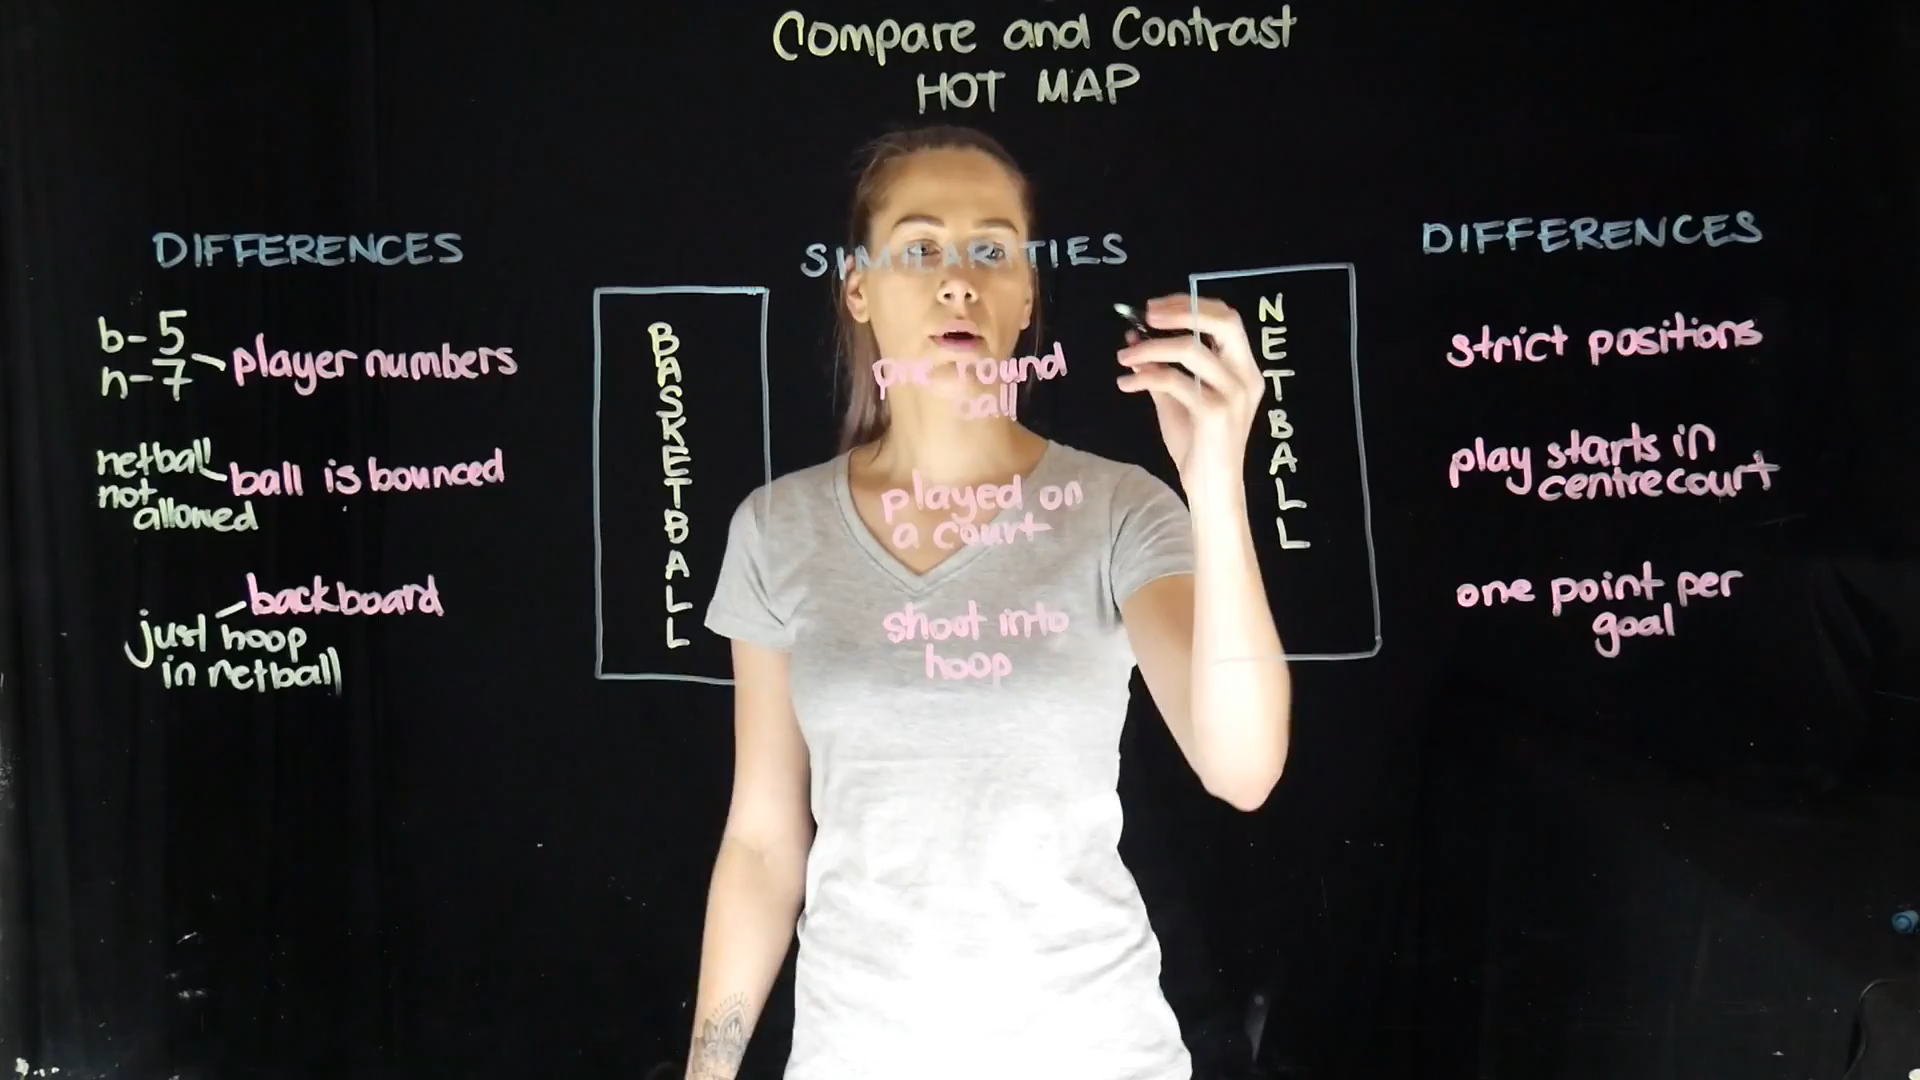 Compare and Contrast
HOT MAP
DIFFERENCES
b-5
n-7
player numbers
netball
not
allowed
ball is bounced
backboard
just hoop
in netball
BASKETBALL
SIMILARITIES
one round
ball
played on
a court
shoot into
hoop
NETBALL
DIFFERENCES
strict positions
play starts in
centre court
one point per
goal